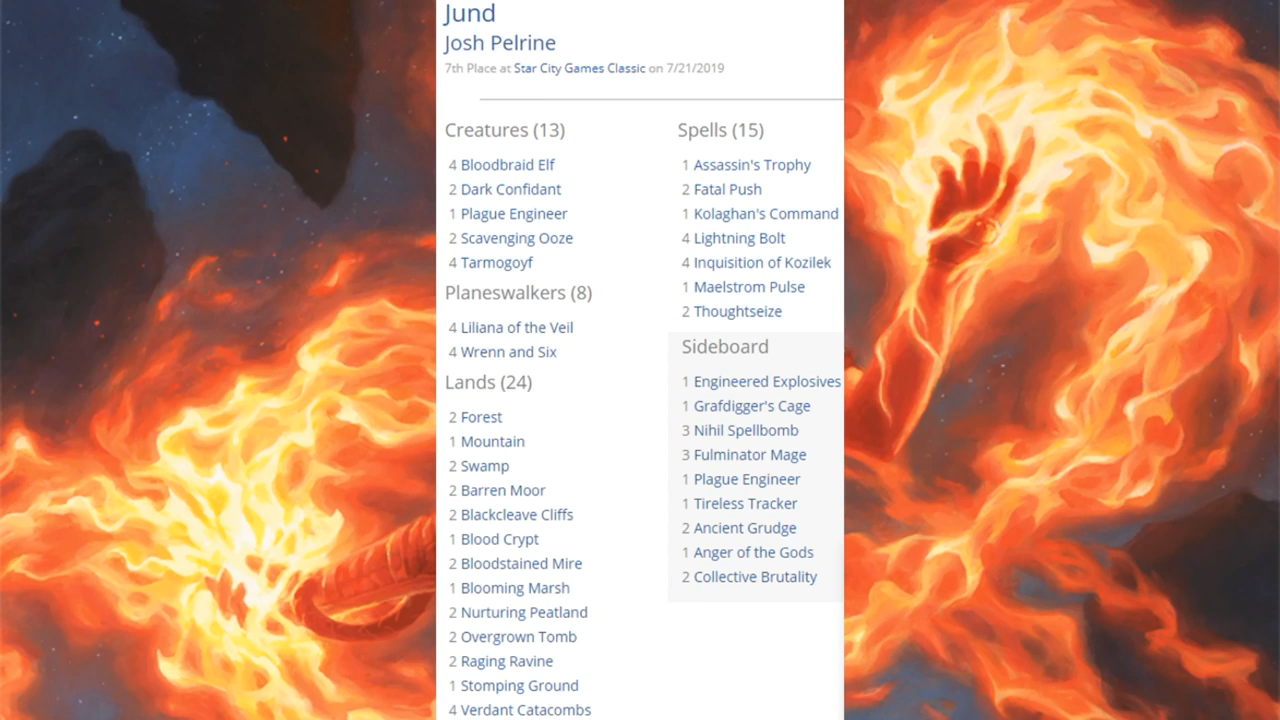 Jund
Josh Pelrine
7th Place at Star City Games Classic on 7/21/2019
Creatures (13)
4 Bloodbraid Elf
2 Dark Confidant
1 Plague Engineer
2 Scavenging Ooze
4 Tarmogoyf
Planeswalkers (8)
4 Liliana of the Veil
4 Wrenn and Six
Lands (24)
2 Forest
1 Mountain
2 Swamp
2 Barren Moor
2 Blackcleave Cliffs
1 Blood Crypt
2 Bloodstained Mire
1 Blooming Marsh
2 Nurturing Peatland
2 Overgrown Tomb
2 Raging Ravine
1 Stomping Ground
4 Verdant Catacombs
Spells (15)
1 Assassin's Trophy
2 Fatal Push
1 Kolaghan's Command
4 Lightning Bolt
4 Inquisition of Kozilek
1 Maelstrom Pulse
2 Thoughtseize
Sideboard
1 Engineered Explosives
1 Grafdigger's Cage
3 Nihil Spellbomb
3 Fulminator Mage
1 Plague Engineer
1 Tireless Tracker
2 Ancient Grudge
1 Anger of the Gods
2 Collective Brutality